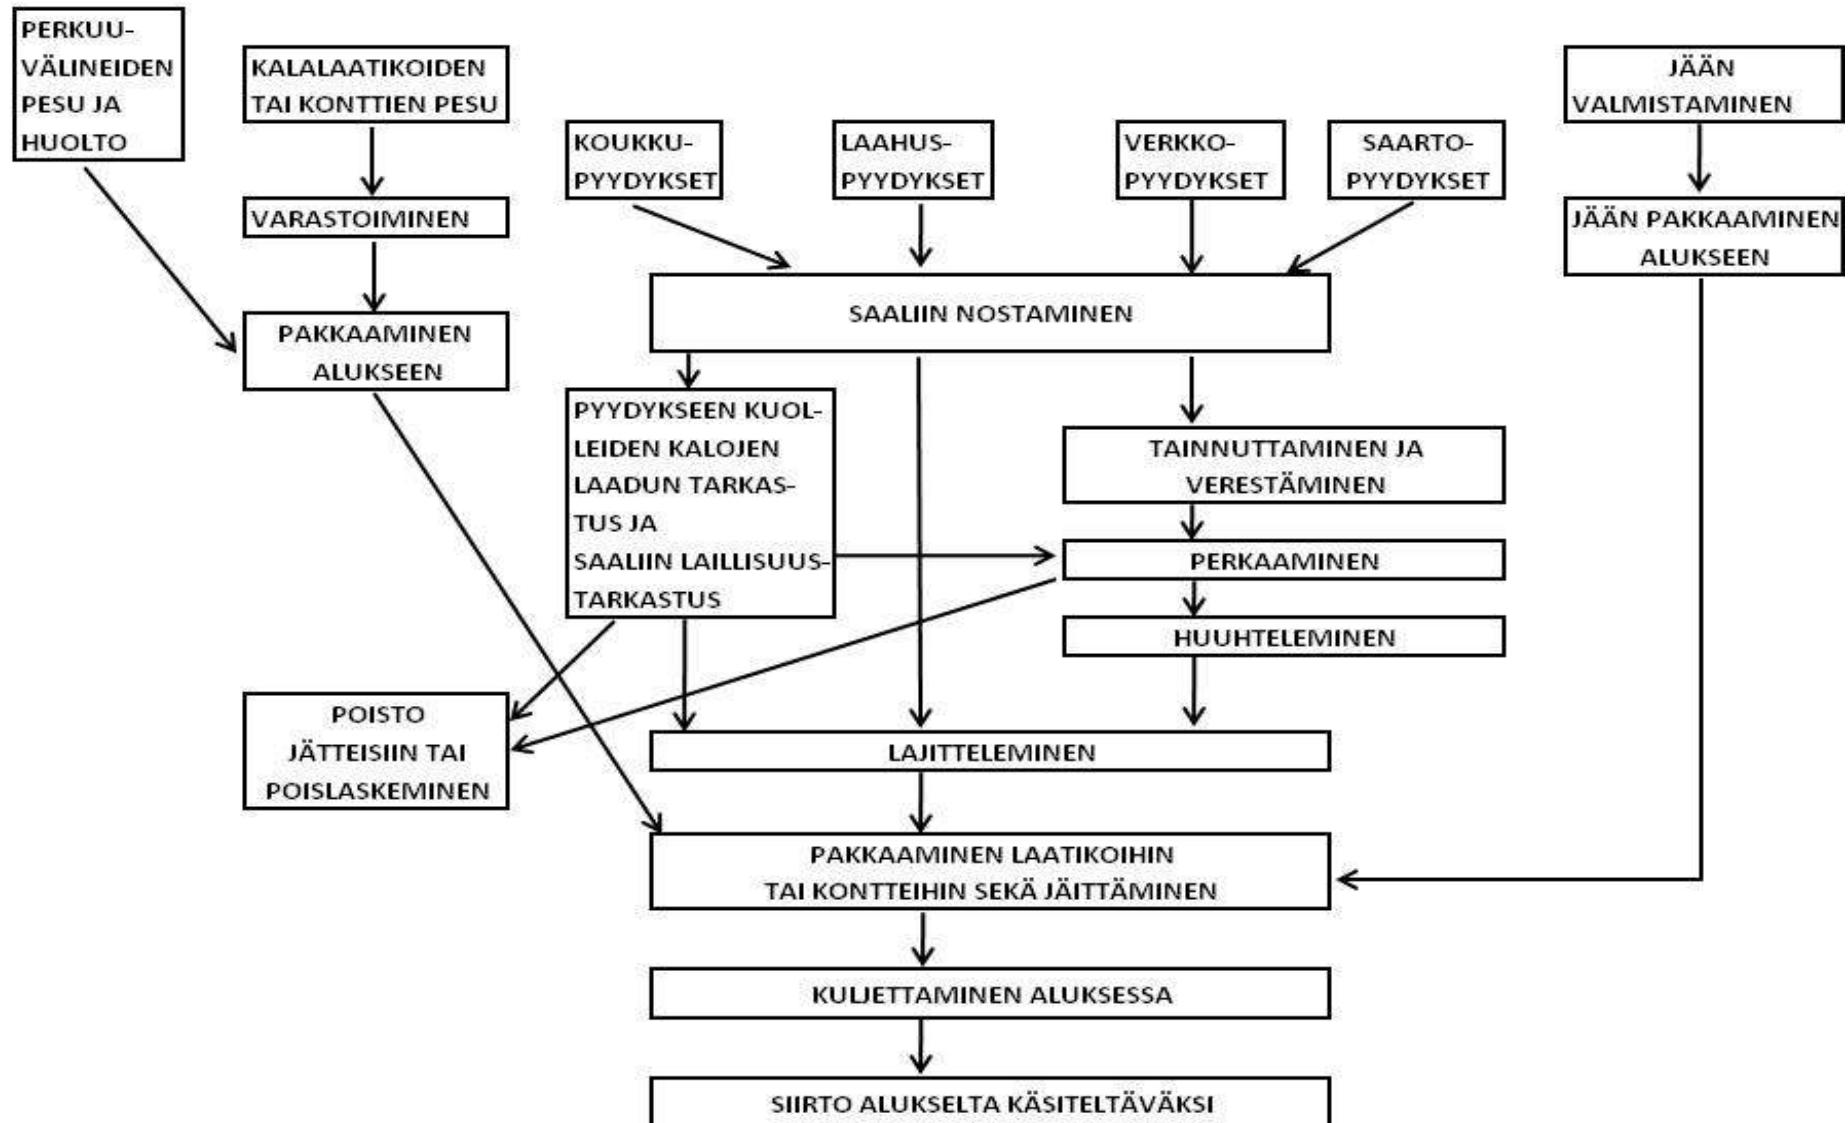 PERKUU-
VÄLINEIDEN
PESU JA
HUOLTO
KALALAATIKOIDEN
TAI KONTTIEN PESU
VARASTOIMINEN
PAKKAAMINEN
ALUKSEEN
KOUKKU-
PYYDYKSET
LAAHUS-
PYYDYKSET
VERKKO-
PYYDYKSET
SAARTO-
PYYDYKSET
JÄÄN
VALMISTAMINEN
JÄÄN PAKKAAMINEN
ALUKSEEN
SAALIIN NOSTAMINEN
PYYDYKSEEN KUOL-
LEIDEN KALOJEN
LAADUN TARKAS-
TUS JA
SAALIIN LAILLISUUS-
TARKASTUS
TAINNUTTAMINEN JA
VERESTÄMINEN
PERKAAMINEN
HUUHTELEMINEN
POISTO
JÄTTEISIIN TAI
POISLASKEMINEN
LAJITTELEMINEN
PAKKAAMINEN LAATIKOIHIN
TAI KONTTEIHIN SEKÄ JÄITTÄMINEN
KULJETTAMINEN ALUKSESSA
SIIRTO ALUKSELTA KÄSITELTÄVÄKSI